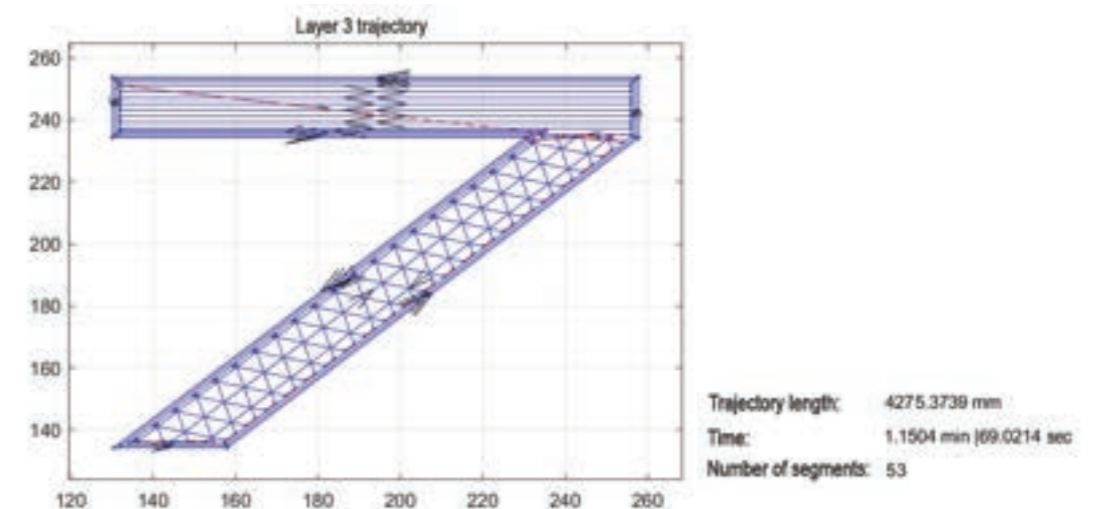 Layer 3 trajectory
260
240
220
200
180
160
140
120 140 160 180 200 220 240 260
Trajectory length: 4275.3739 mm
Time: 1.1504 min |69.0214 sec
Number of segments: 53